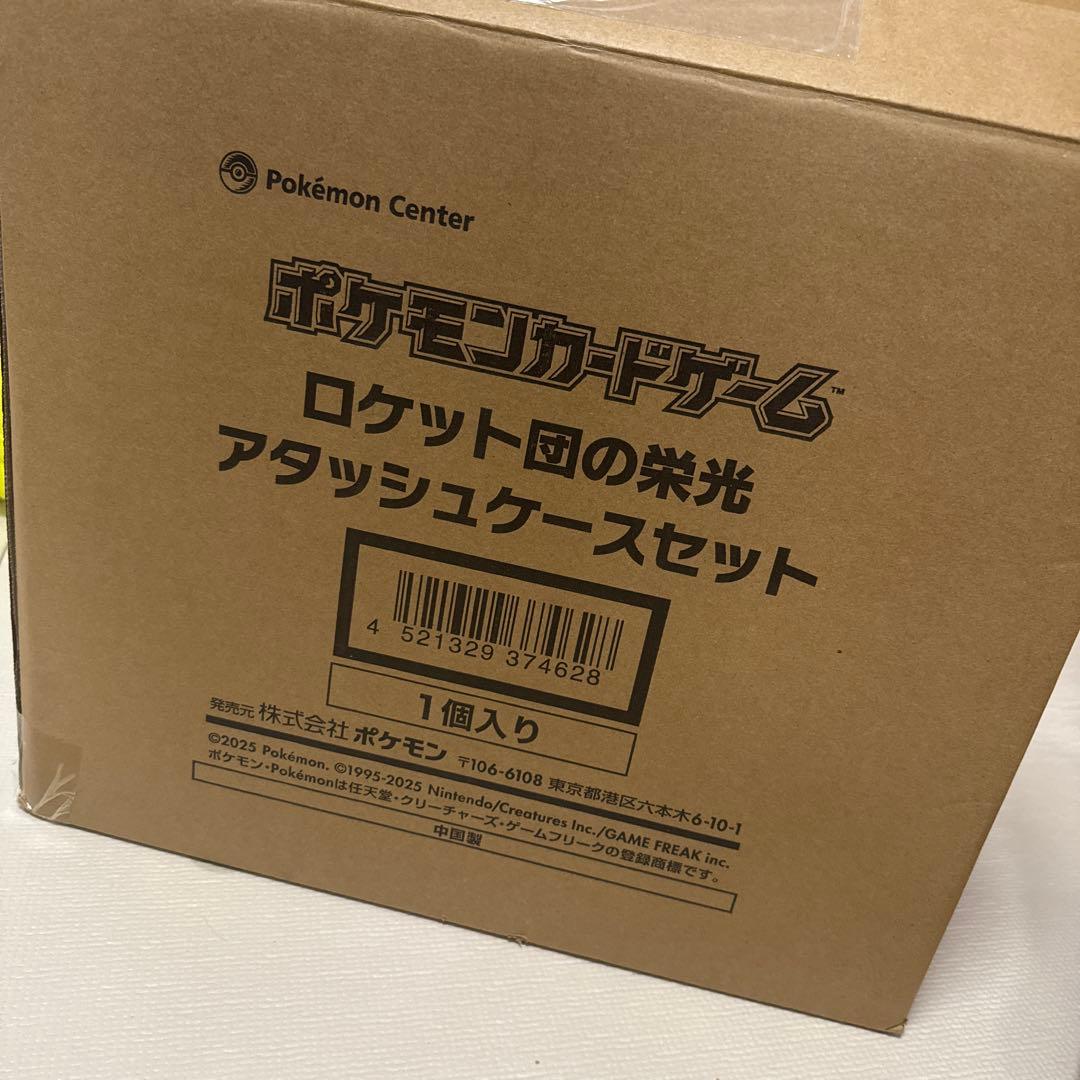 Pokémon Center
ポケモンカードゲーム™
ロケット団の栄光
アタッシュケースセット
4 521329 374628
1個入り
発売元 株式会社 ポケモン 〒106-6108 東京都港区六本木6-10-1
©2025 Pokémon. ©1995-2025 Nintendo/Creatures Inc./GAME FREAK inc.
ポケモン・Pokémonは任天堂・クリーチャーズ・ゲームフリークの登録商標です。
中国製